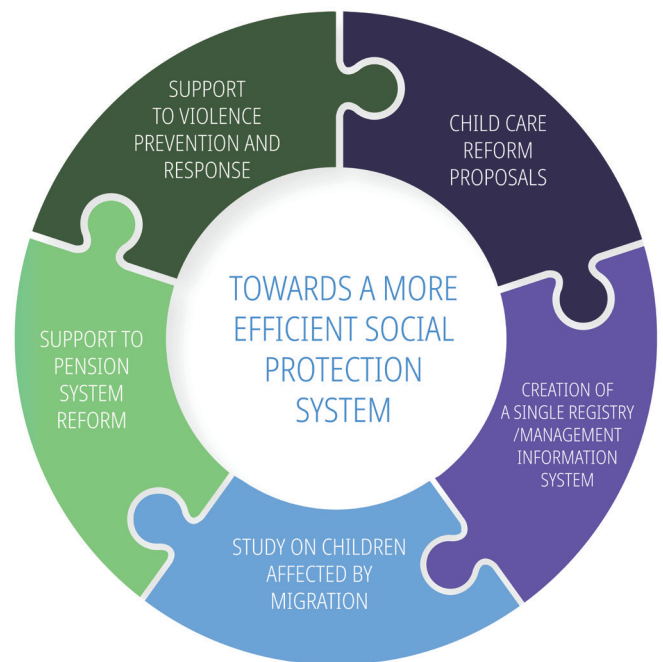 SUPPORT
TO VIOLENCE
PREVENTION AND
RESPONSE
CHILD CARE
REFORM
PROPOSALS
TOWARDS A MORE
EFFICIENT SOCIAL
PROTECTION
SYSTEM
SUPPORT TO
PENSION
SYSTEM
REFORM
CREATION OF
A SINGLE REGISTRY
/MANAGEMENT
INFORMATION
SYSTEM
STUDY ON CHILDREN
AFFECTED BY
MIGRATION